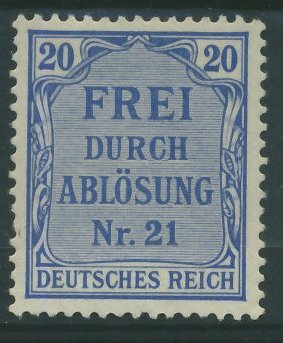 20 20
FREI
DURCH
ABLÖSUNG
Nr. 21
DEUTSCHES REICH